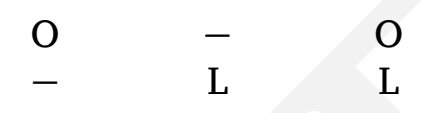 O – O
– L L